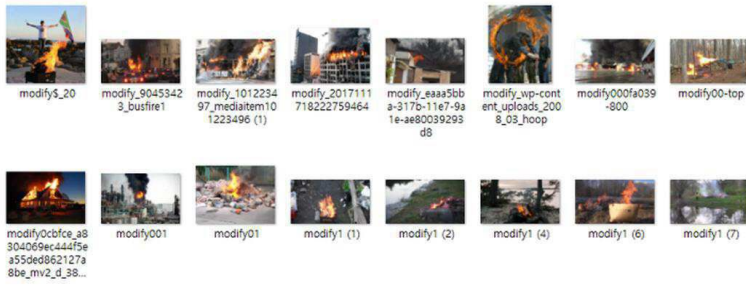 modify$_20
modify_9045342
3_busfire1
modify_101223
497_mediaitem10
1223496 (1)
modify_2017111
718222759464
modify_eaaa5bb
a-317b-11e7-9a
1e-ae80039293
d8
modify_wp-cont
ent_uploads_200
8_03_hoop
modify000fa039
-800
modify00-top
modify0cbfce_a8
304069ec444f5e
a55ded862127a
8be_mv2_d_38...
modify001
modify01
modify1 (1)
modify1 (2)
modify1 (4)
modify1 (6)
modify1 (7)